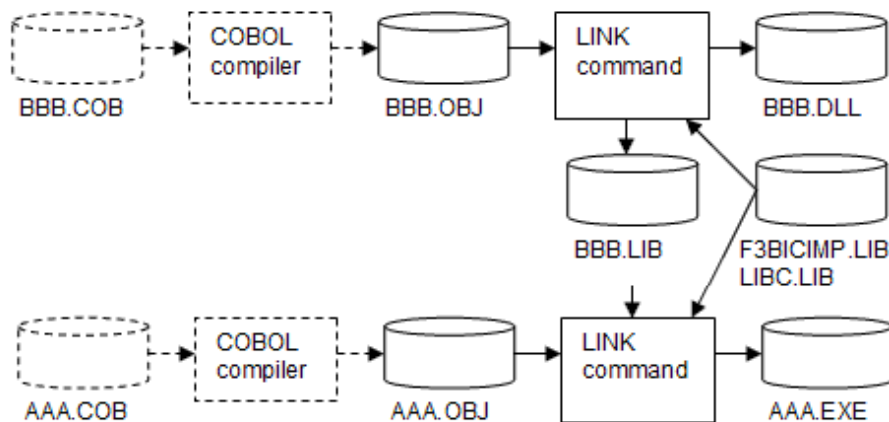 COBOL
compiler
LINK
command
BBB.COB
BBB.OBJ
BBB.DLL
BBB.LIB
F3BICIMP.LIB
LIBC.LIB
COBOL
compiler
LINK
command
AAA.COB
AAA.OBJ
AAA.EXE